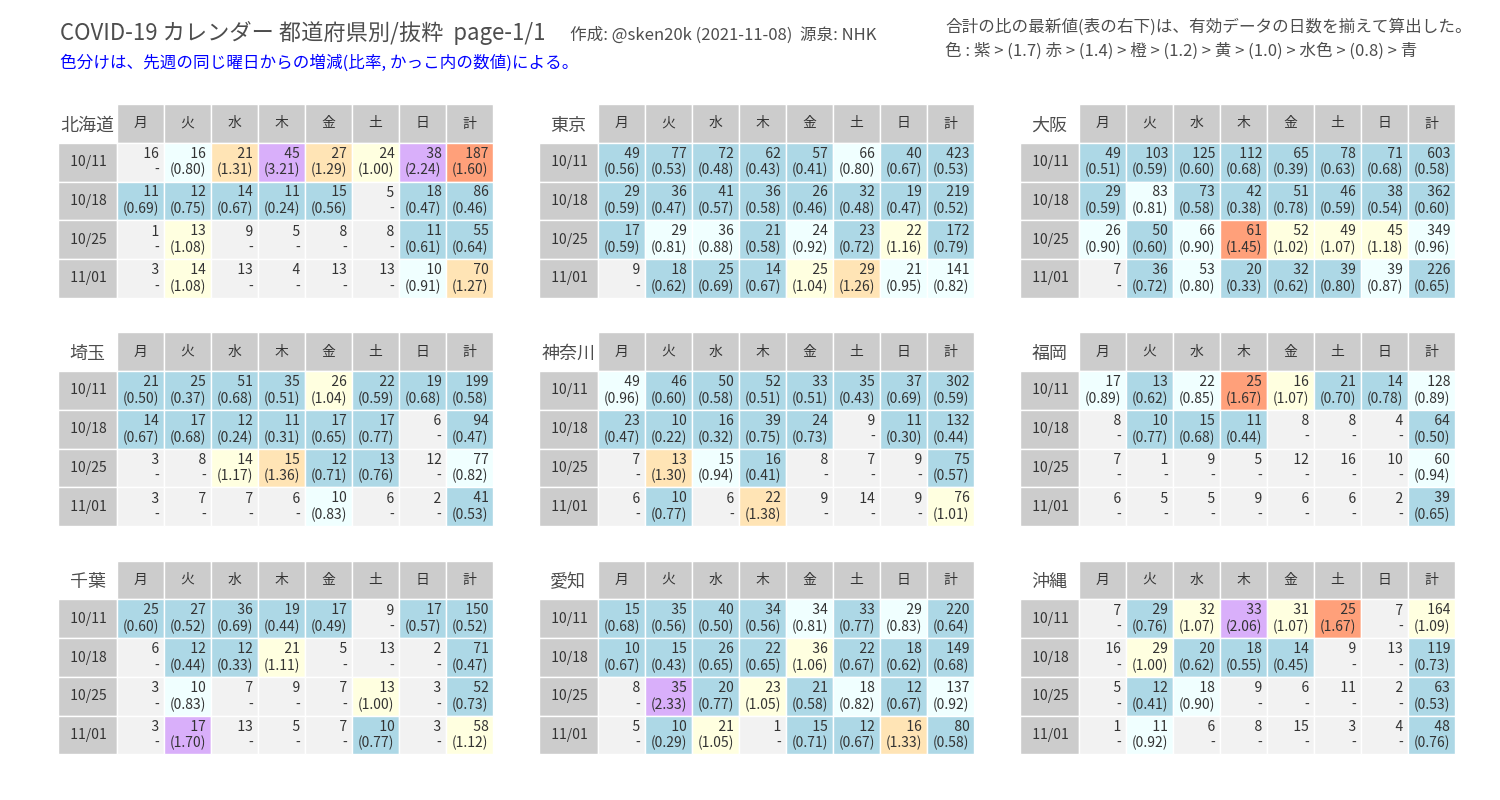 COVID-19 カレンダー 都道府県別/抜粋 page-1/1 作成: @sken20k (2021-11-08) 源泉: NHK
色分けは、先週の同じ曜日からの増減(比率, かっこ内の数値)による。
合計の比の最新値(表の右下)は、有効データの日数を揃えて算出した。
色 : 紫 > (1.7) 赤 > (1.4) > 橙 > (1.2) > 黄 > (1.0) > 水色 > (0.8) > 青
北海道 月 火 水 木 金 土 日 計
10/11 16 16 21 45 27 24 38 187
- (0.80) (1.31) (3.21) (1.29) (1.00) (2.24) (1.60)
10/18 11 12 14 11 15 5 18 86
(0.69) (0.75) (0.67) (0.24) (0.56) - (0.47) (0.46)
10/25 1 13 9 5 8 8 11 55
- (1.08) - - - - (0.61) (0.64)
11/01 3 14 13 4 13 13 10 70
- (1.08) - - - - (0.91) (1.27)
東京 月 火 水 木 金 土 日 計
10/11 49 77 72 62 57 66 40 423
(0.56) (0.53) (0.48) (0.43) (0.41) (0.80) (0.67) (0.53)
10/18 29 36 41 36 26 32 19 219
(0.59) (0.47) (0.57) (0.58) (0.46) (0.48) (0.47) (0.52)
10/25 17 29 36 21 24 23 22 172
(0.59) (0.81) (0.88) (0.58) (0.92) (0.72) (1.16) (0.79)
11/01 9 18 25 14 25 29 21 141
- (0.62) (0.69) (0.67) (1.04) (1.26) (0.95) (0.82)
大阪 月 火 水 木 金 土 日 計
10/11 49 103 125 112 65 78 71 603
(0.51) (0.59) (0.60) (0.68) (0.39) (0.63) (0.68) (0.58)
10/18 29 83 73 42 51 46 38 362
(0.59) (0.81) (0.58) (0.38) (0.78) (0.59) (0.54) (0.60)
10/25 26 50 66 61 52 49 45 349
(0.90) (0.60) (0.90) (1.45) (1.02) (1.07) (1.18) (0.96)
11/01 7 36 53 20 32 39 39 226
- (0.72) (0.80) (0.33) (0.62) (0.80) (0.87) (0.65)
埼玉 月 火 水 木 金 土 日 計
10/11 21 25 51 35 26 22 19 199
(0.50) (0.37) (0.68) (0.51) (1.04) (0.59) (0.68) (0.58)
10/18 14 17 12 11 17 17 6 94
(0.67) (0.68) (0.24) (0.31) (0.65) (0.77) - (0.47)
10/25 3 8 14 15 12 13 12 77
- - (1.17) (1.36) (0.71) (0.76) - (0.82)
11/01 3 7 7 6 10 6 2 41
- - - - (0.83) - - (0.53)
神奈川 月 火 水 木 金 土 日 計
10/11 49 46 50 52 33 35 37 302
(0.96) (0.60) (0.58) (0.51) (0.51) (0.43) (0.69) (0.59)
10/18 23 10 16 39 24 9 11 132
(0.47) (0.22) (0.32) (0.75) (0.73) - (0.30) (0.44)
10/25 7 13 15 16 8 7 9 75
- (1.30) (0.94) (0.41) - - - (0.57)
11/01 6 10 6 22 9 14 9 76
- (0.77) - (1.38) - - - (1.01)
福岡 月 火 水 木 金 土 日 計
10/11 17 13 22 25 16 21 14 128
(0.89) (0.62) (0.85) (1.67) (1.07) (0.70) (0.78) (0.89)
10/18 8 10 15 11 8 8 4 64
- (0.77) (0.68) (0.44) - - - (0.50)
10/25 7 1 9 5 12 16 10 60
- - - - - - - (0.94)
11/01 6 5 5 9 6 6 2 39
- - - - - - - (0.65)
千葉 月 火 水 木 金 土 日 計
10/11 25 27 36 19 17 9 17 150
(0.60) (0.52) (0.69) (0.44) (0.49) - (0.57) (0.52)
10/18 6 12 12 21 5 13 2 71
- (0.44) (0.33) (1.11) - - - (0.47)
10/25 3 10 7 9 7 13 3 52
- (0.83) - - - (1.00) - (0.73)
11/01 3 17 13 5 7 10 3 58
- (1.70) - - - (0.77) - (1.12)
愛知 月 火 水 木 金 土 日 計
10/11 15 35 40 34 34 33 29 220
(0.68) (0.56) (0.50) (0.56) (0.81) (0.77) (0.83) (0.64)
10/18 10 15 26 22 36 22 18 149
(0.67) (0.43) (0.65) (0.65) (1.06) (0.67) (0.62) (0.68)
10/25 8 35 20 23 21 18 12 137
- (2.33) (0.77) (1.05) (0.58) (0.82) (0.67) (0.92)
11/01 5 10 21 1 15 12 16 80
- (0.29) (1.05) - (0.71) (0.67) (1.33) (0.58)
沖縄 月 火 水 木 金 土 日 計
10/11 7 29 32 33 31 25 7 164
- (0.76) (1.07) (2.06) (1.07) (1.67) - (1.09)
10/18 16 29 20 18 14 9 13 119
- (1.00) (0.62) (0.55) (0.45) - - (0.73)
10/25 5 12 18 9 6 11 2 63
- (0.41) (0.90) - - - - (0.53)
11/01 1 11 6 8 15 3 4 48
- (0.92) - - - - - (0.76)